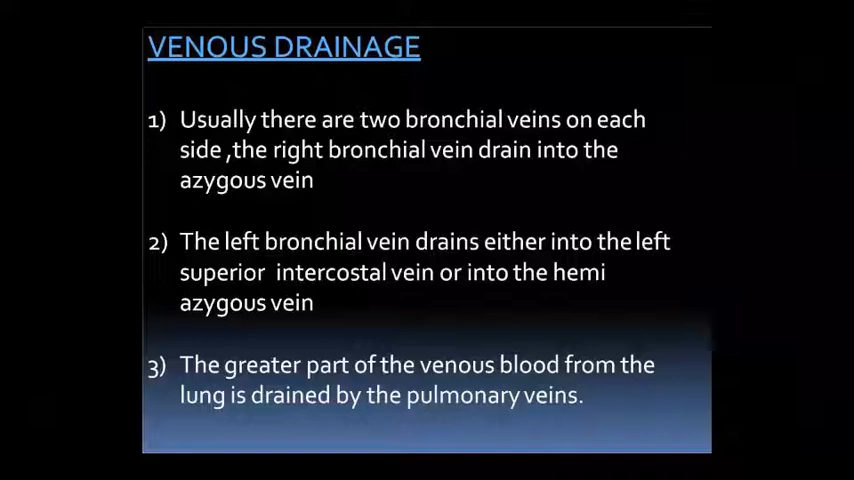 VENOUS DRAINAGE
1) Usually there are two bronchial veins on each
side ,the right bronchial vein drain into the
azygous vein
2) The left bronchial vein drains either into the left
superior intercostal vein or into the hemi
azygous vein
3) The greater part of the venous blood from the
lung is drained by the pulmonary veins.